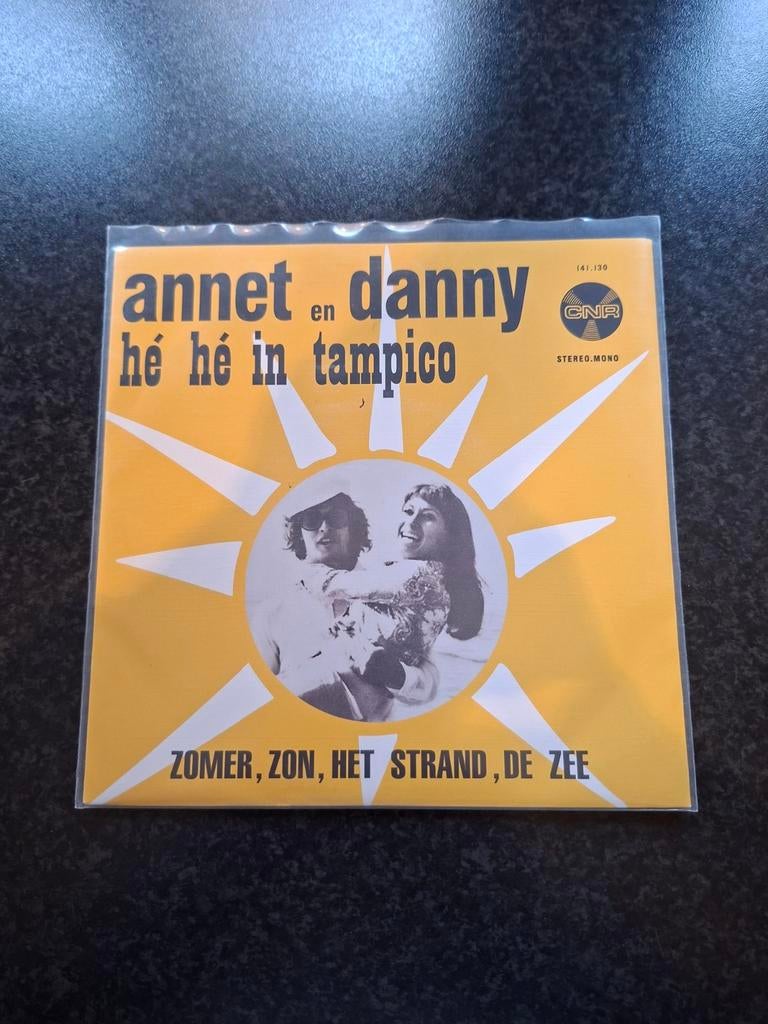 annet en danny
hé hé in tampico
141.130
CNR
STEREO.MONO
ZOMER, ZON, HET STRAND, DE ZEE